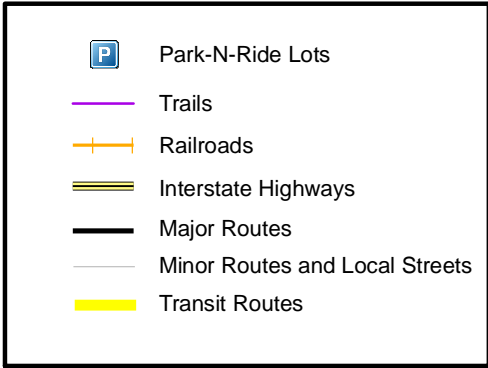 P Park-N-Ride Lots
Trails
Railroads
Interstate Highways
Major Routes
Minor Routes and Local Streets
Transit Routes